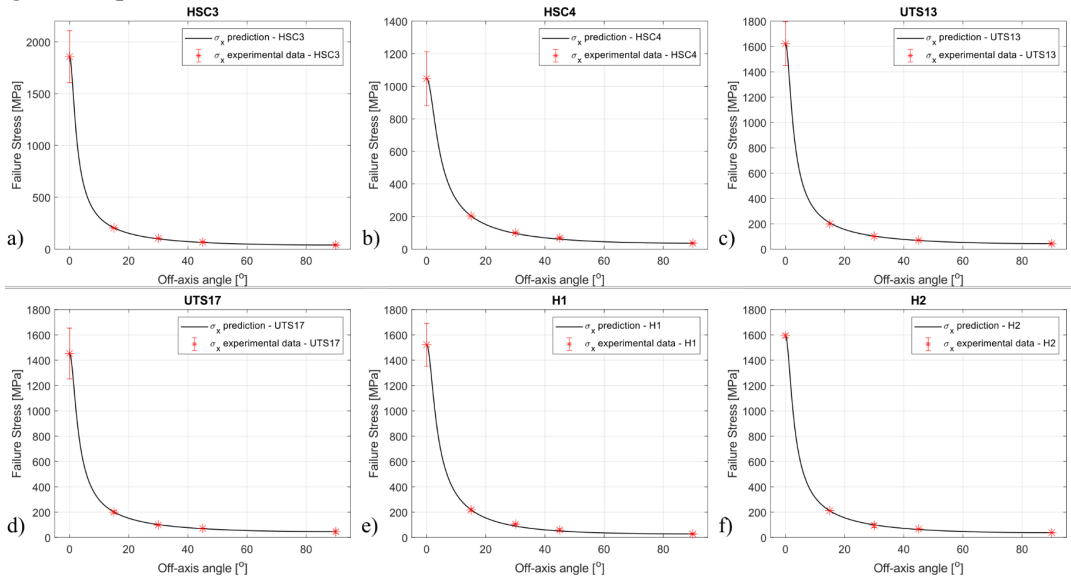 HSC3
σx prediction - HSC3
σx experimental data - HSC3
Failure Stress [MPa]
2000
1500
1000
500
0
0 20 40 60 80
Off-axis angle [o]
a)
HSC4
σx prediction - HSC4
σx experimental data - HSC4
Failure Stress [MPa]
1400
1200
1000
800
600
400
200
0
0 20 40 60 80
Off-axis angle [o]
b)
UTS13
σx prediction - UTS13
σx experimental data - UTS13
Failure Stress [MPa]
1800
1600
1400
1200
1000
800
600
400
200
0
0 20 40 60 80
Off-axis angle [o]
c)
UTS17
σx prediction - UTS17
σx experimental data - UTS17
Failure Stress [MPa]
1800
1600
1400
1200
1000
800
600
400
200
0
0 20 40 60 80
Off-axis angle [o]
d)
H1
σx prediction - H1
σx experimental data - H1
Failure Stress [MPa]
1800
1600
1400
1200
1000
800
600
400
200
0
0 20 40 60 80
Off-axis angle [o]
e)
H2
σx prediction - H2
σx experimental data - H2
Failure Stress [MPa]
1800
1600
1400
1200
1000
800
600
400
200
0
0 20 40 60 80
Off-axis angle [o]
f)